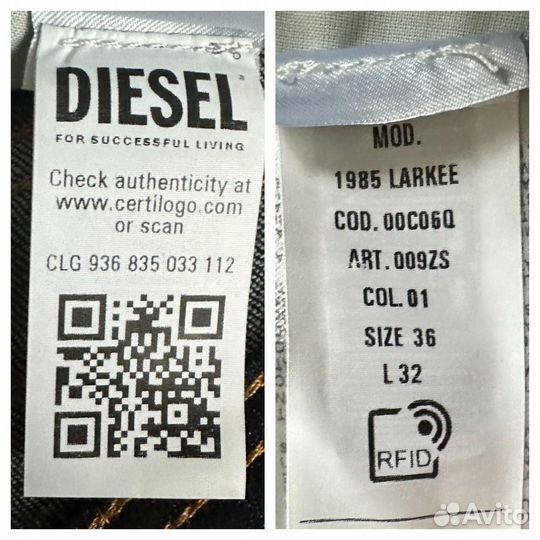 DIESEL
FOR SUCCESSFUL LIVING
Check authenticity at
www.certilogo.com
or scan
CLG 936 835 033 112
MOD.
1985 LARKEE
COD. 00C06Q
ART. 009ZS
COL. 01
SIZE 36
L 32
RFID
Avito